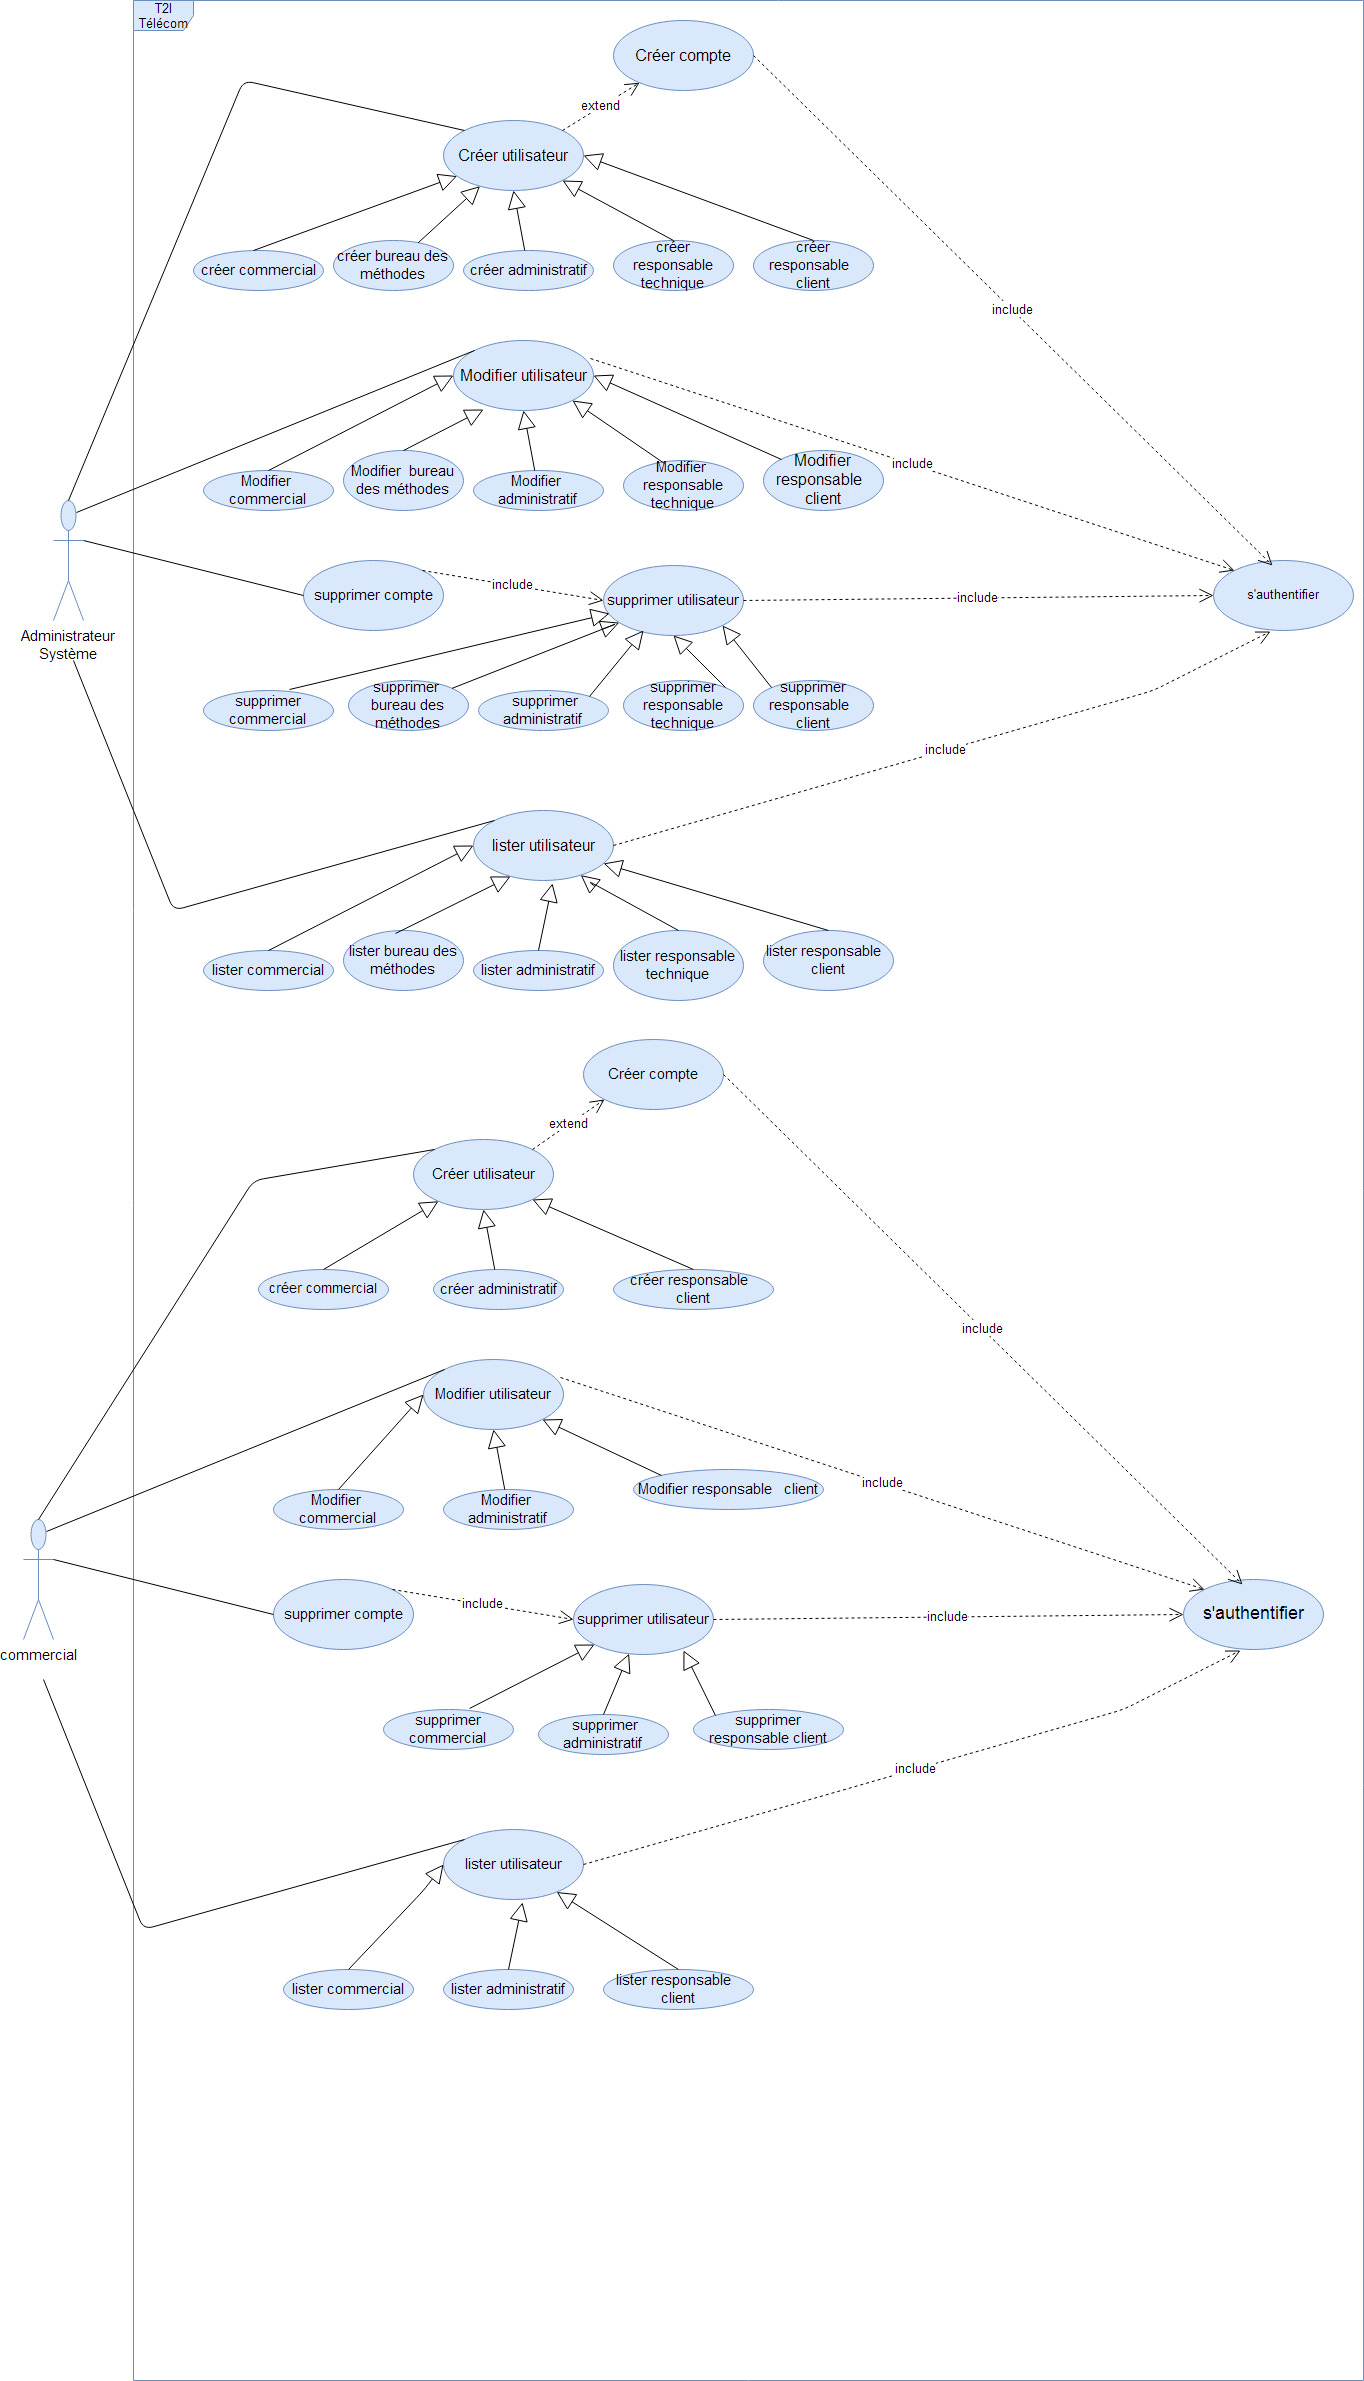 T2I
Télécom
Créer compte
extend
Créer utilisateur
créer commercial
créer bureau des
méthodes
créer administratif
créer
responsable
technique
créer
responsable
client
include
Modifier utilisateur
include
Modifier
commercial
Modifier  bureau
des méthodes
Modifier
administratif
Modifier
responsable
technique
Modifier
responsable
client
Administrateur
Système
supprimer compte
include
supprimer utilisateur
include
s'authentifier
supprimer
commercial
supprimer
bureau des
méthodes
supprimer
administratif
supprimer
responsable
technique
supprimer
responsable
client
include
lister utilisateur
lister commercial
lister bureau des
méthodes
lister administratif
lister responsable
technique
lister responsable
client
Créer compte
extend
Créer utilisateur
créer commercial
créer administratif
créer responsable
client
include
Modifier utilisateur
include
Modifier
commercial
Modifier
administratif
Modifier responsable   client
commercial
supprimer compte
include
supprimer utilisateur
include
s'authentifier
supprimer
commercial
supprimer
administratif
supprimer
responsable client
include
lister utilisateur
lister commercial
lister administratif
lister responsable
client